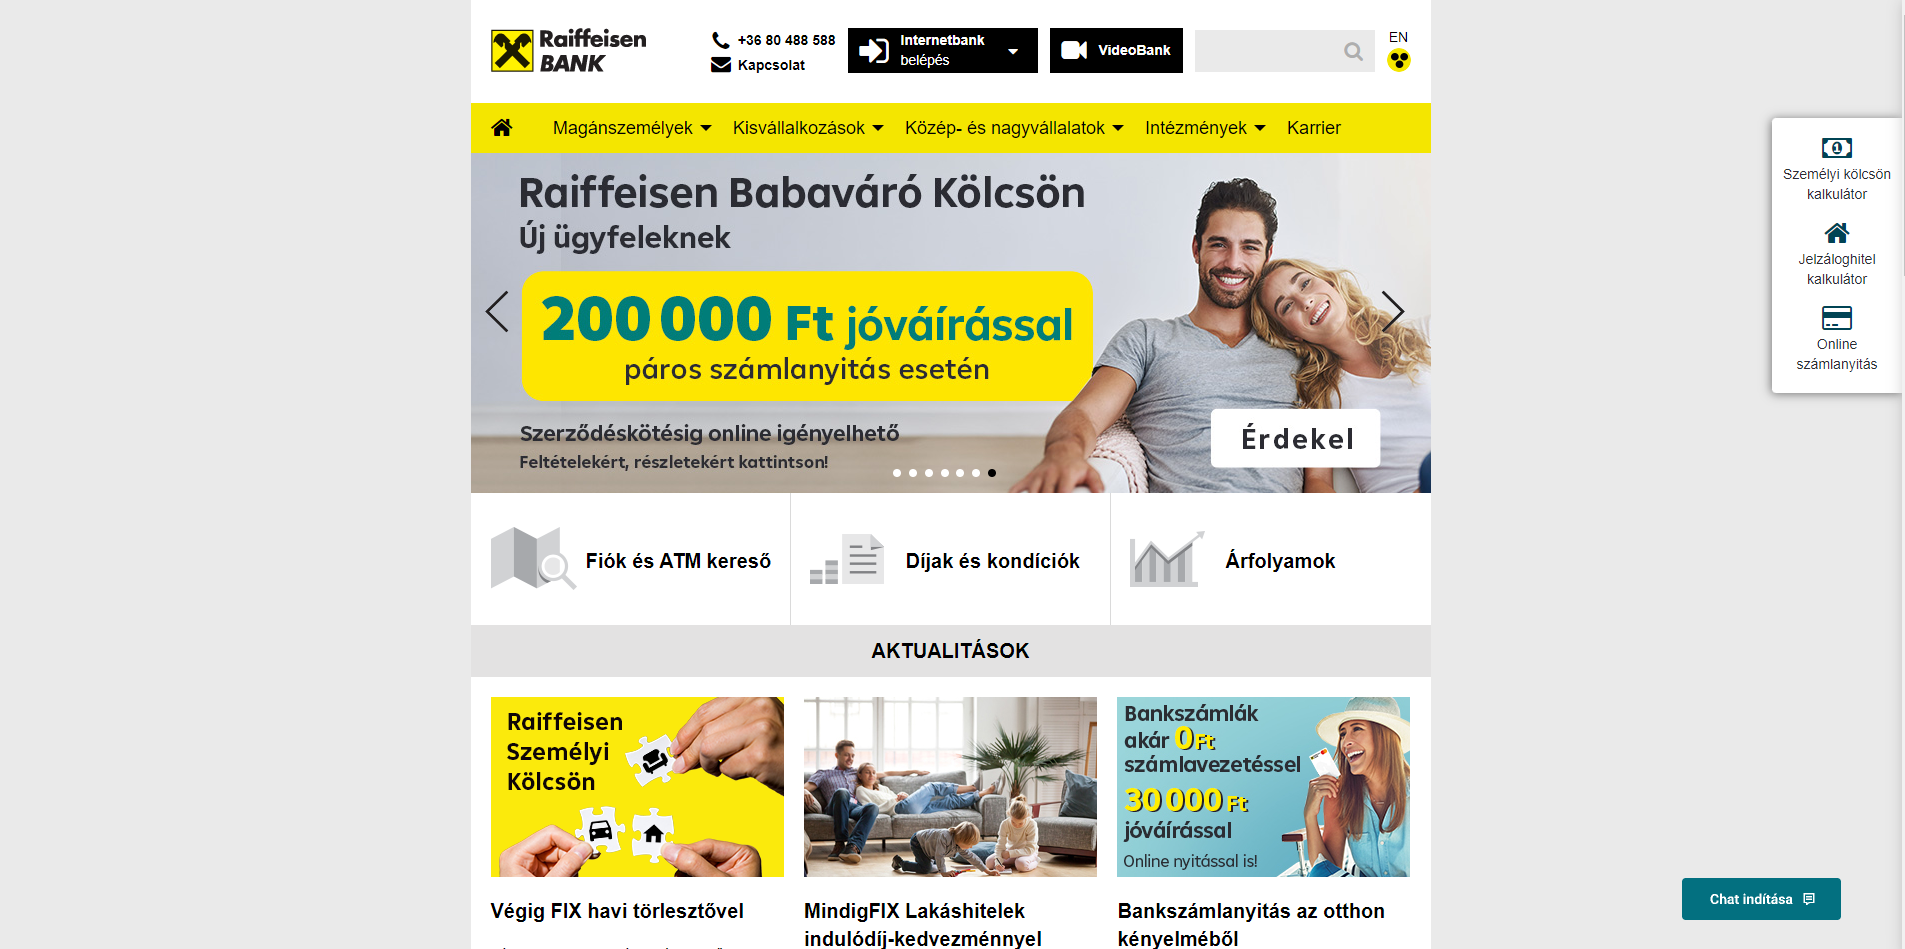 Raiffeisen
BANK
+36 80 488 588
Kapcsolat
Internetbank
belépés
VideoBank
EN
Magánszemélyek
Kisvállalkozások
Közép- és nagyvállalatok
Intézmények
Karrier
Raiffeisen Babaváró Kölcsön
Új ügyfeleknek
200 000 Ft jóváírással
páros számlanyitás esetén
Szerződéskötésig online igényelhető
Feltételekért, részletekért kattintson!
Érdekel
1
Személyi kölcsön
kalkulátor
Jelzáloghitel
kalkulátor
Online
számlanyitás
Fiók és ATM kereső
Díjak és kondíciók
Árfolyamok
AKTUALITÁSOK
Raiffeisen
Személyi
Kölcsön
Bankszámlák
akár 0 Ft
számlavezetéssel
30 000 Ft
jóváírással
Online nyitással is!
Végig FIX havi törlesztővel
MindigFIX Lakáshitelek
indulódíj-kedvezménnyel
Bankszámlanyitás az otthon
kényelméből
Chat indítása